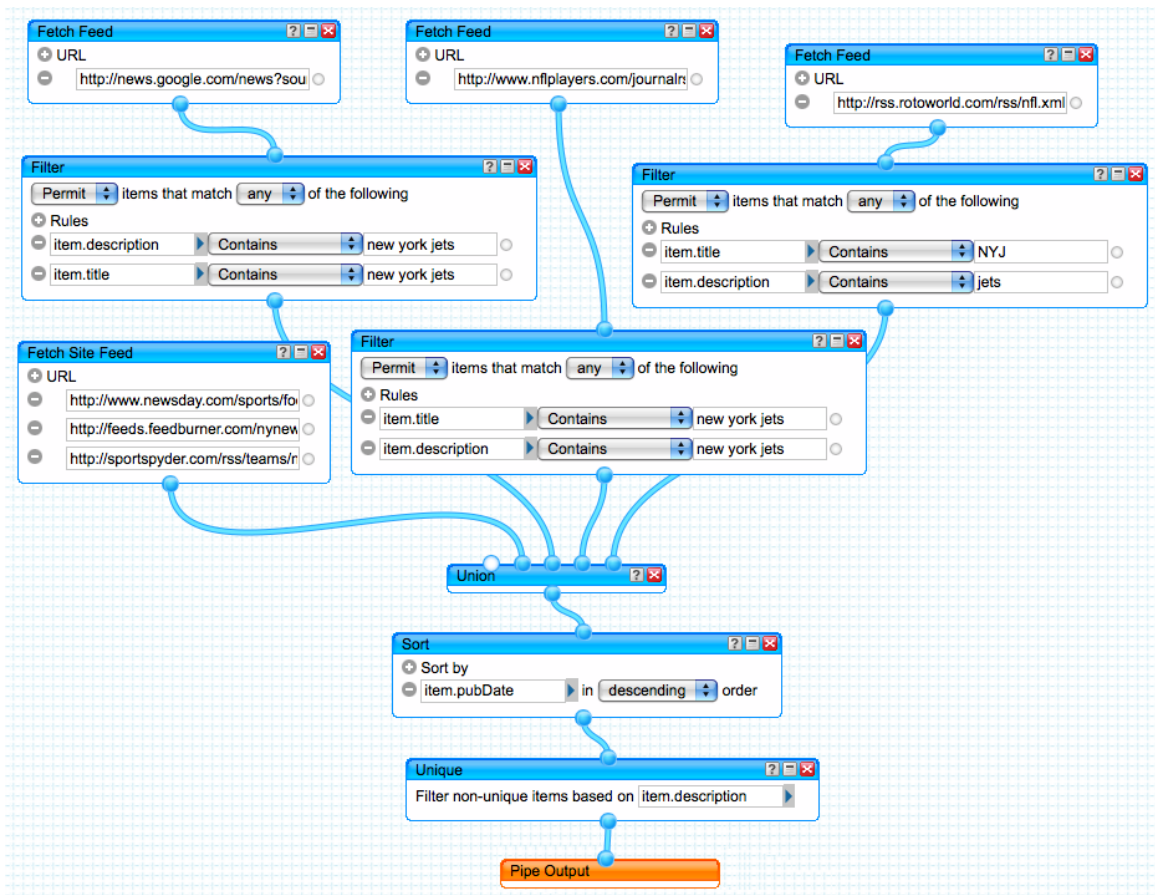 Fetch Feed
URL
http://news.google.com/news?sou
Fetch Feed
URL
http://www.nflplayers.com/journalrs
Fetch Feed
URL
http://rss.rotoworld.com/rss/nfl.xml
Filter
Permit items that match any of the following
Rules
item.description Contains new york jets
item.title Contains new york jets
Filter
Permit items that match any of the following
Rules
item.title Contains NYJ
item.description Contains jets
Fetch Site Feed
URL
http://www.newsday.com/sports/foo
http://feeds.feedburner.com/nynew
http://sportspyder.com/rss/teams/n
Filter
Permit items that match any of the following
Rules
item.title Contains new york jets
item.description Contains new york jets
Union
Sort
Sort by
item.pubDate in descending order
Unique
Filter non-unique items based on item.description
Pipe Output